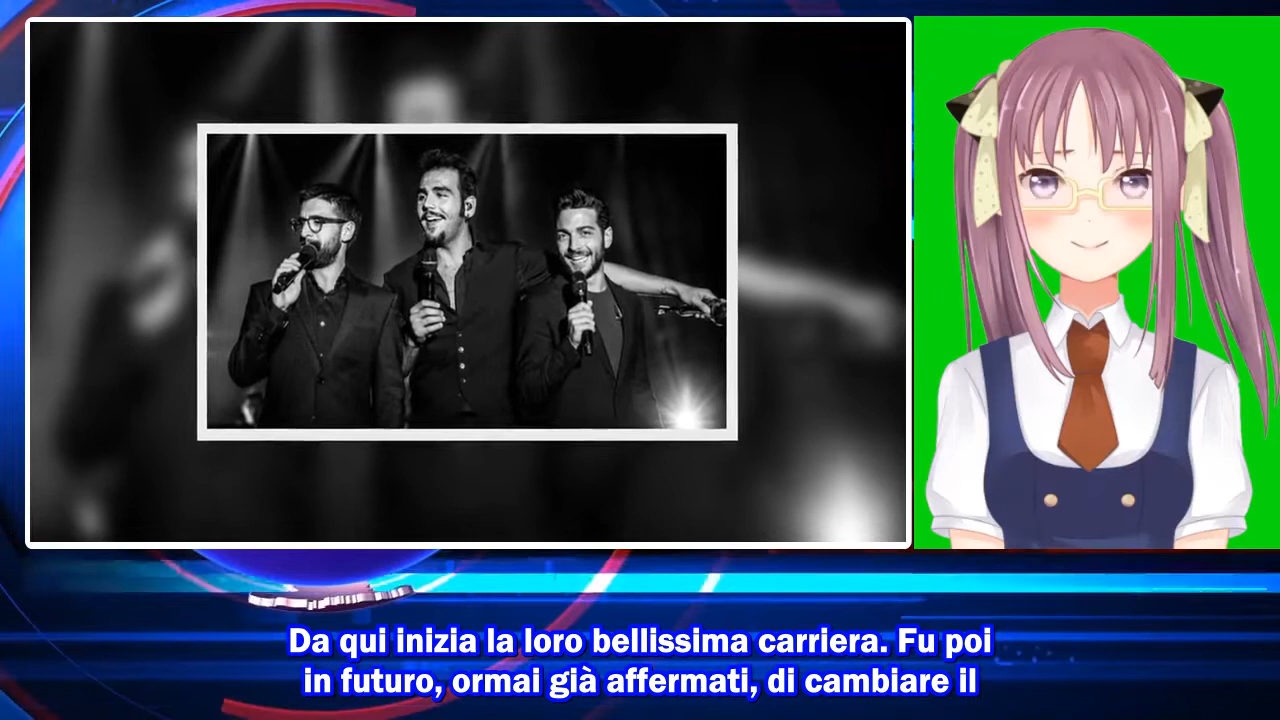 Da qui inizia la loro bellissima carriera. Fu poi
in futuro, ormai già affermati, di cambiare il